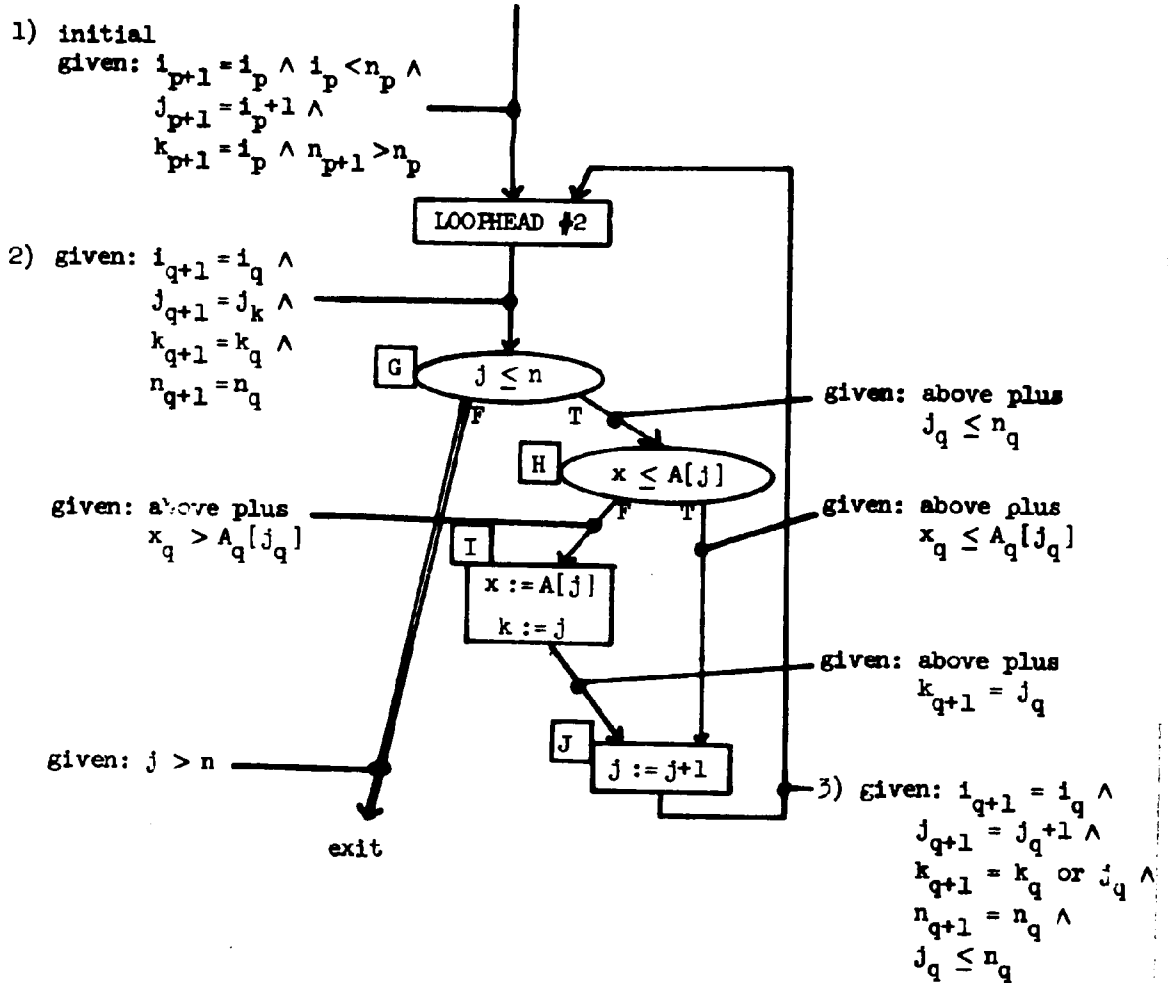 1) initial
given: i_{p+1} = i_p ∧ i_p < n_p ∧
j_{p+1} = i_p+1 ∧
k_{p+1} = i_p ∧ n_{p+1} > n_p
LOOPHEAD #2
2) given: i_{q+1} = i_q ∧
j_{q+1} = j_k ∧
k_{q+1} = k_q ∧
n_{q+1} = n_q
G
j ≤ n
F T
given: above plus
j_q ≤ n_q
H
x ≤ A[j]
F T
given: above plus
x_q > A_q[j_q]
given: above plus
x_q ≤ A_q[j_q]
I
x := A[j]
k := j
given: above plus
k_{q+1} = j_q
J
j := j+1
given: j > n
exit
3) given: i_{q+1} = i_q ∧
j_{q+1} = j_q+1 ∧
k_{q+1} = k_q or j_q ∧
n_{q+1} = n_q ∧
j_q ≤ n_q